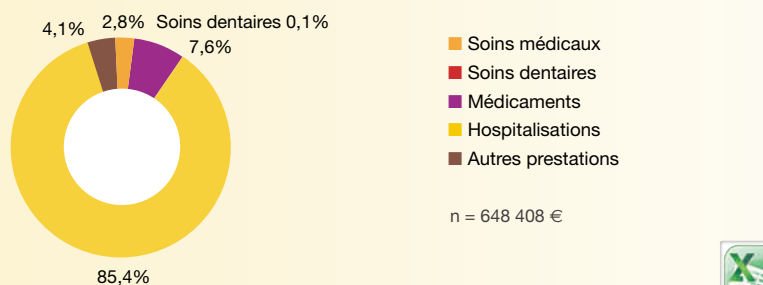 4,1%
2,8%
Soins dentaires 0,1%
7,6%
85,4%
Soins médicaux
Soins dentaires
Médicaments
Hospitalisations
Autres prestations
n = 648 408 €
X